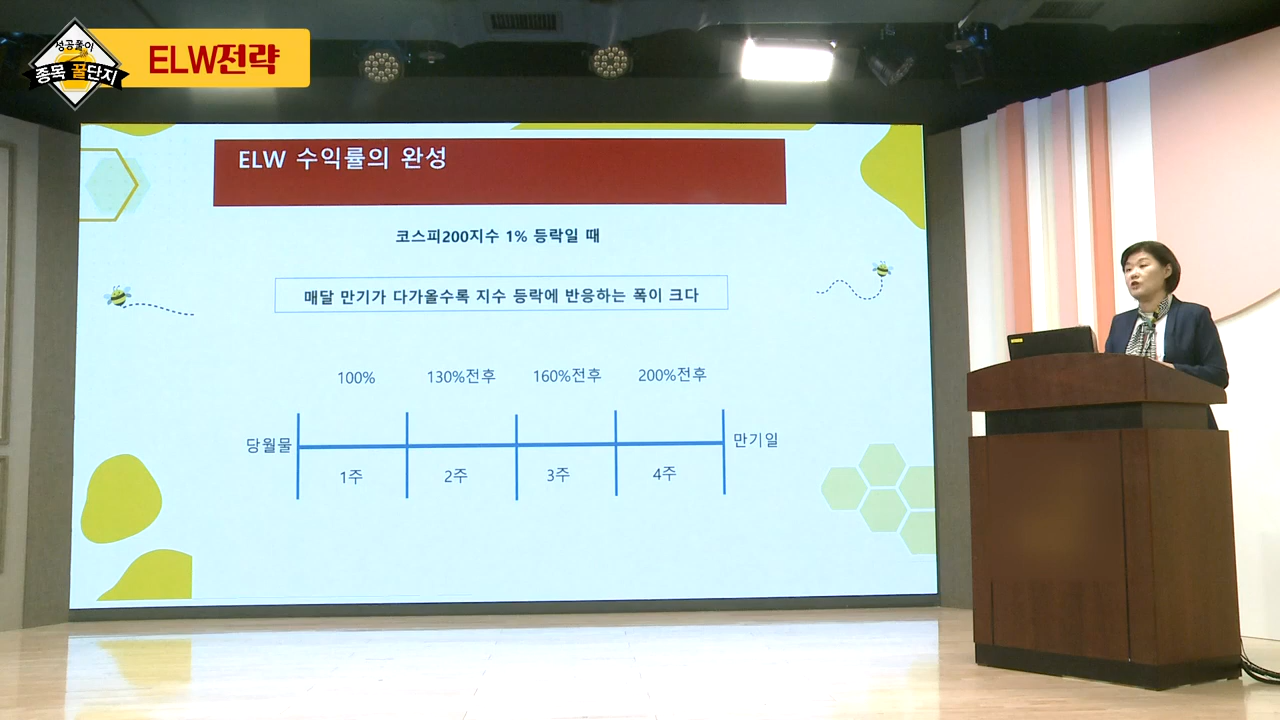 성공풀이
종목 꿀단지
ELW전략
ELW 수익률의 완성
코스피200지수 1% 등락일 때
매달 만기가 다가올수록 지수 등락에 반응하는 폭이 크다
100% 130%전후 160%전후 200%전후
당월물 만기일
1주 2주 3주 4주